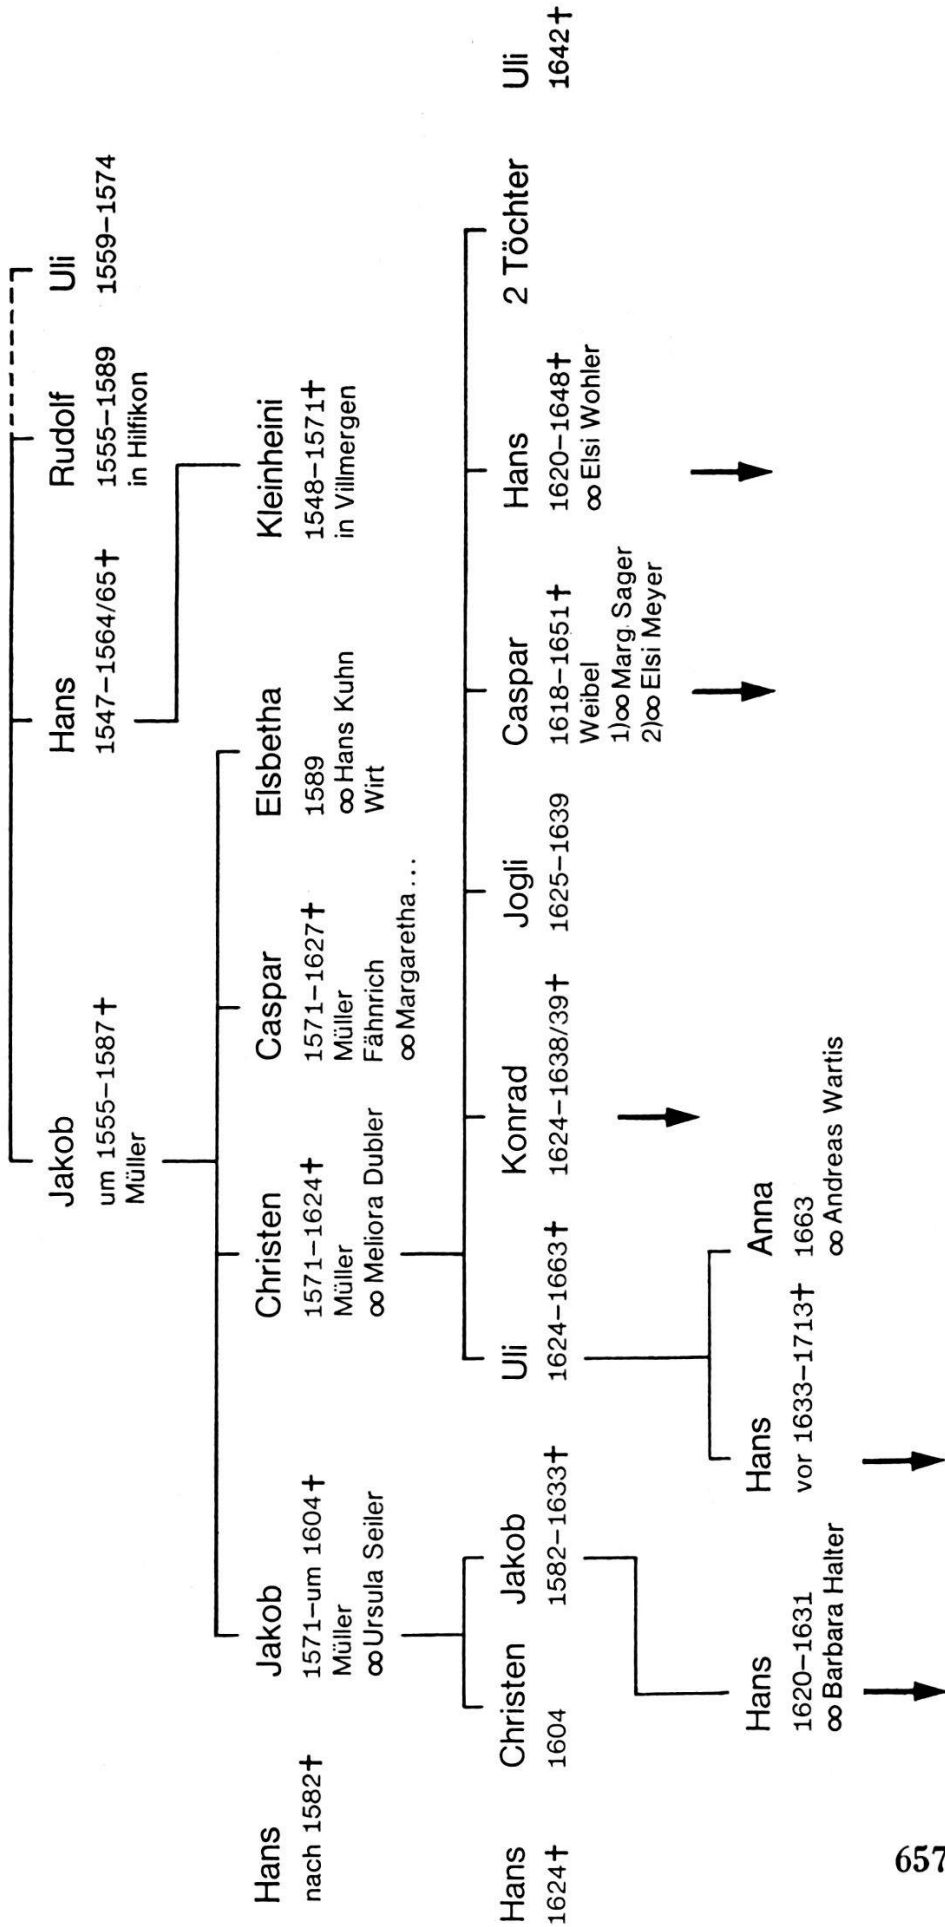 Jakob
um 1555–1587†
Müller
Hans
1547–1564/65†
Rudolf
1555–1589
in Hilfikon
Uli
1559–1574
Hans
nach 1582†
Jakob
1571–um 1604†
Müller
∞ Ursula Seiler
Christen
1571–1624†
Müller
∞ Meliora Dubler
Caspar
1571–1627†
Müller
Fähnrich
∞ Margaretha...
Elsbetha
1589
∞ Hans Kuhn
Wirt
Kleinheini
1548–1571†
in Villmergen
Hans
1624†
Christen
1604
Jakob
1582–1633†
Uli
1624–1663†
Konrad
1624–1638/39†
Jogli
1625–1639
Caspar
1618–1651†
Weibel
1)∞ Marg. Sager
2)∞ Elsi Meyer
Hans
1620–1648†
∞ Elsi Wohler
2 Töchter
Uli
1642†
Hans
1620–1631
∞ Barbara Halter
Hans
vor 1633–1713†
Anna
1663
∞ Andreas Wartis
657